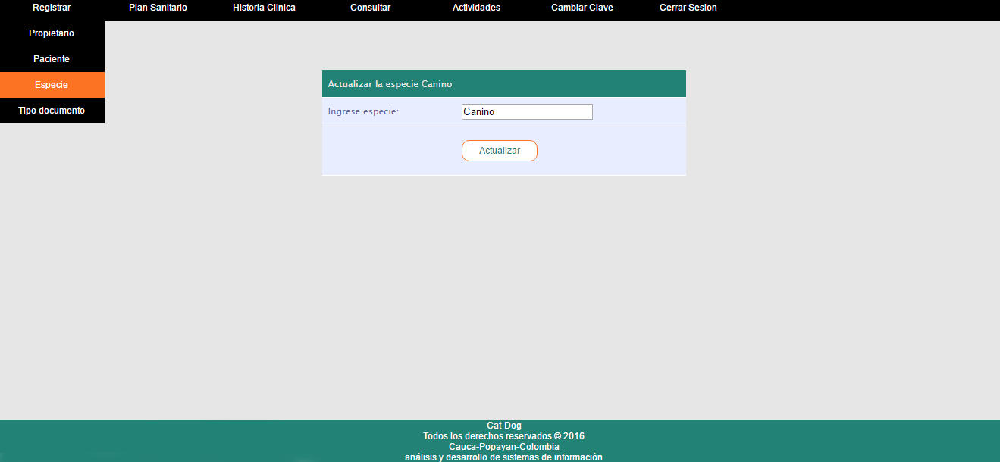 Registrar Plan Sanitario Historia Clinica Consultar Actividades Cambiar Clave Cerrar Sesion
Propietario
Paciente
Especie
Tipo documento
Actualizar la especie Canino
Ingrese especie: Canino
Actualizar
Cat-Dog
Todos los derechos reservados © 2016
Cauca-Popayan-Colombia
análisis y desarrollo de sistemas de información